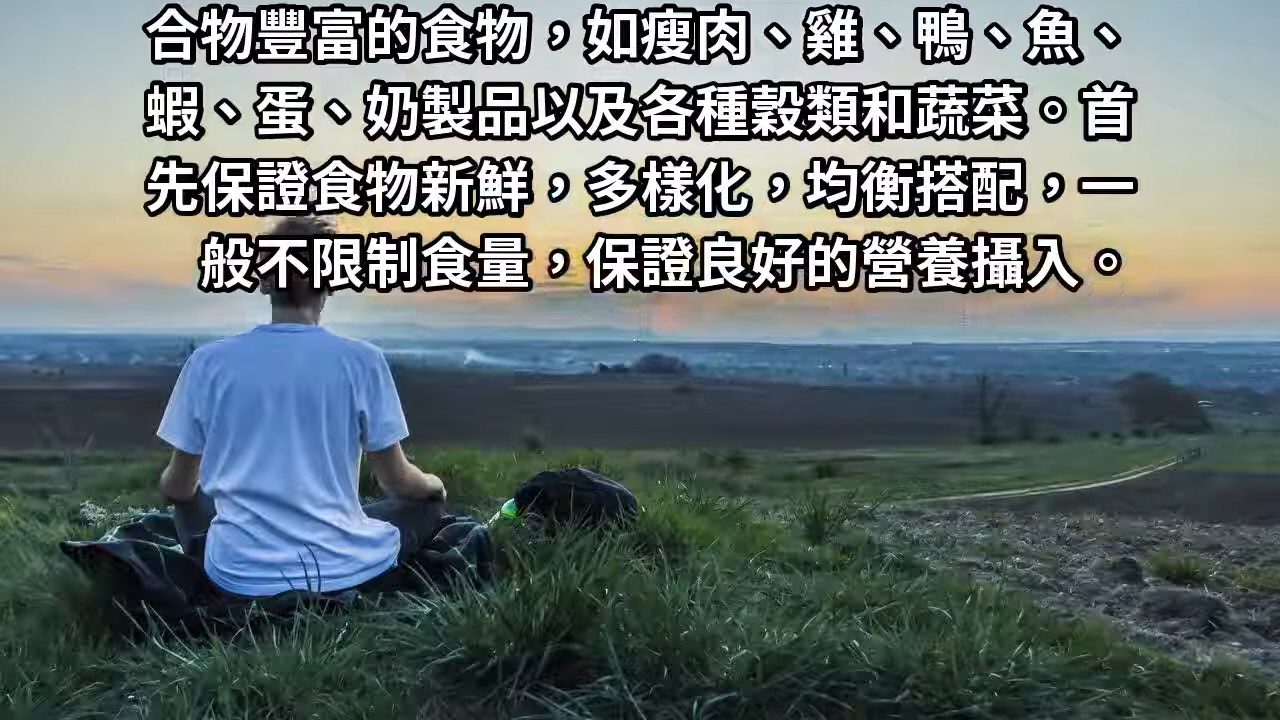 合物豐富的食物，如瘦肉、雞、鴨、魚、
蝦、蛋、奶製品以及各種穀類和蔬菜。首
先保證食物新鮮，多樣化，均衡搭配，一
般不限制食量，保證良好的營養攝入。